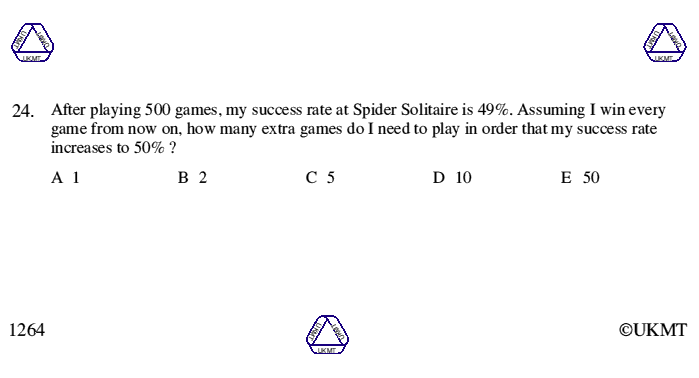 UKMT
UKMT
24. After playing 500 games, my success rate at Spider Solitaire is 49%. Assuming I win every
game from now on, how many extra games do I need to play in order that my success rate
increases to 50% ?
A 1 B 2 C 5 D 10 E 50
1264
UKMT
©UKMT